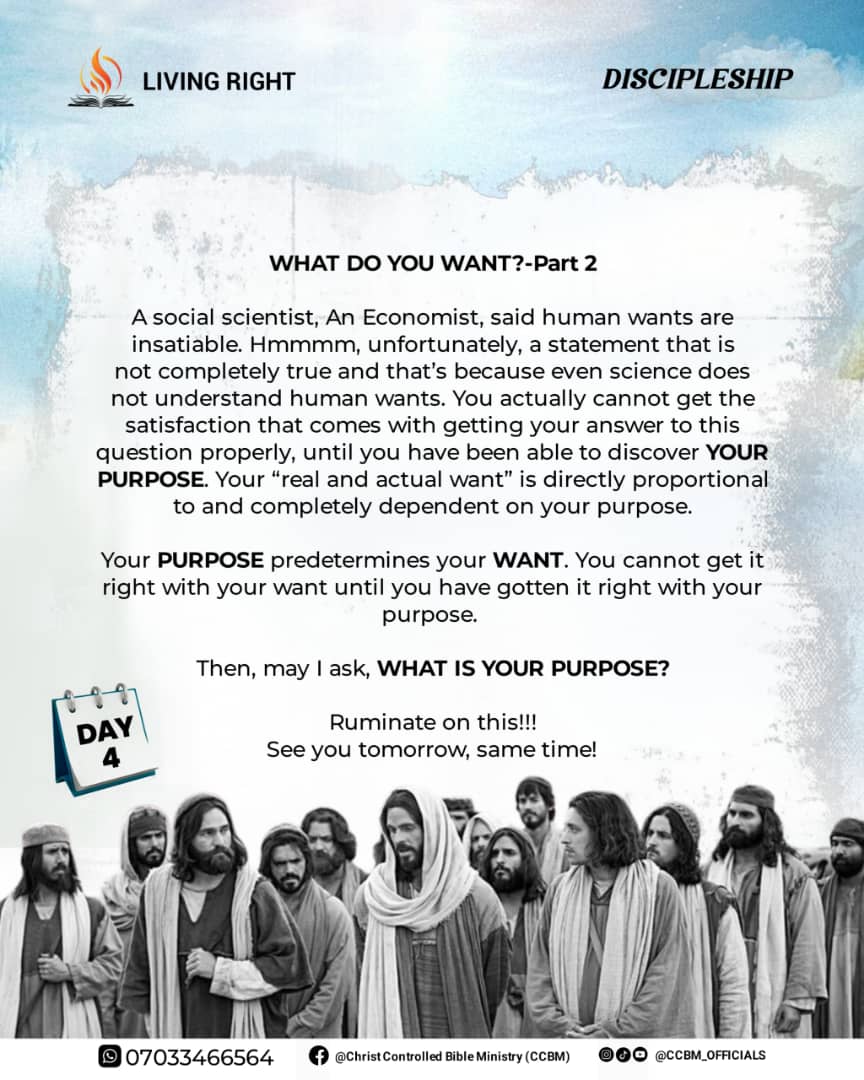 LIVING RIGHT
DISCIPLESHIP
WHAT DO YOU WANT?-Part 2
A social scientist, An Economist, said human wants are
insatiable. Hmmmm, unfortunately, a statement that is
not completely true and that's because even science does
not understand human wants. You actually cannot get the
satisfaction that comes with getting your answer to this
question properly, until you have been able to discover YOUR
PURPOSE. Your “real and actual want” is directly proportional
to and completely dependent on your purpose.
Your PURPOSE predetermines your WANT. You cannot get it
right with your want until you have gotten it right with your
purpose.
Then, may I ask, WHAT IS YOUR PURPOSE?
Ruminate on this!!!
See you tomorrow, same time!
DAY
4
07033466564
@Christ Controlled Bible Ministry (CCBM)
@CCBM_OFFICIALS